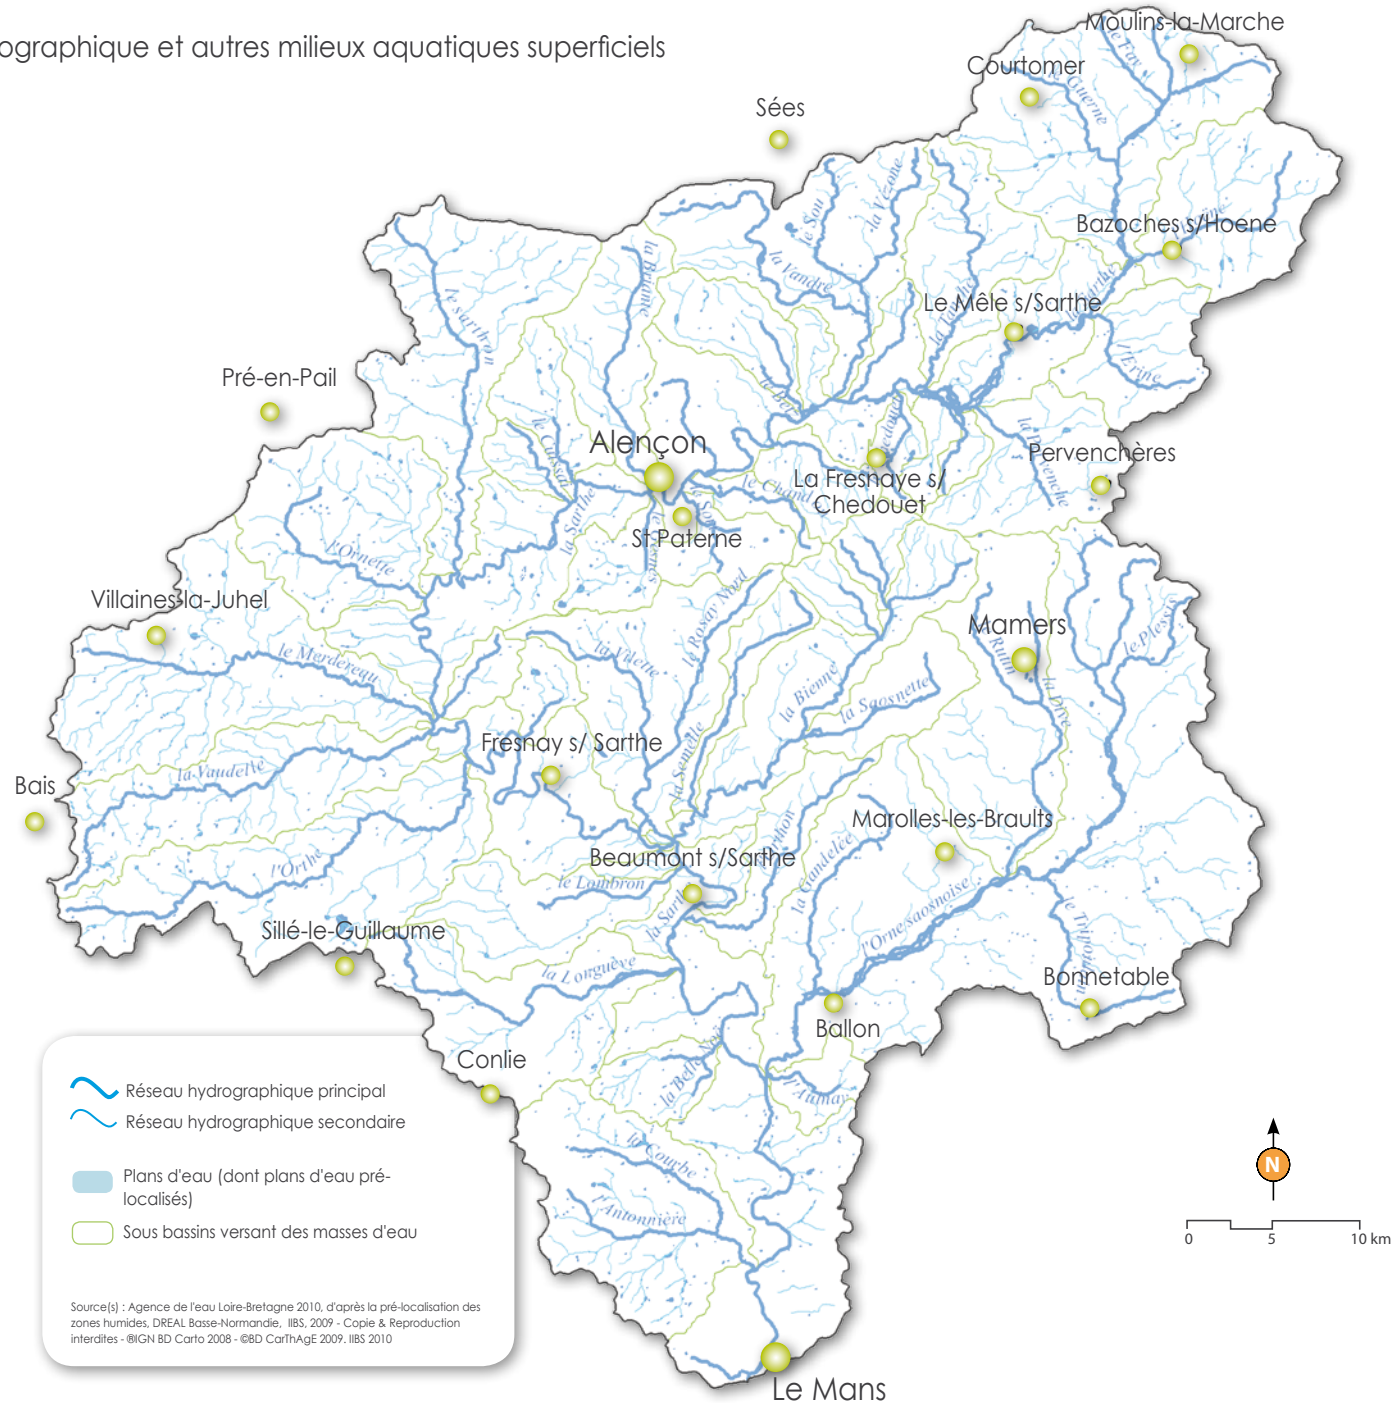 ographique et autres milieux aquatiques superficiels
Moulins-la-Marche
Courtomer
Sées
le Fay
la Guerne
le Sou
la Vézone
Bazoches s/Hoene
la Briante
la Vandre
le sarthon
Le Mêle s/Sarthe
la Sarthe
l'Erine
Pré-en-Pail
le Cuissai
Alençon
La Fresnaye s/
Chedouet
Pervenchères
la Sarthe
St Paterne
l'Ornette
Villaines-la-Juhel
le Rosay Nord
Mamers
le Plessis
le Merdereau
la Vilette
la Bienne
la Saosnette
la Dive
Fresnay s/ Sarthe
la Vaudelle
la Semelle
Bais
Marolles-les-Braults
l'Orthe
Beaumont s/Sarthe
la Gandelée
le Lombron
Sillé-le-Guillaume
l'Orne saosnoise
la Longuève
Bonnetable
Ballon
Conlie
la Courbe
l'Antonnière
Réseau hydrographique principal
Réseau hydrographique secondaire
Plans d'eau (dont plans d'eau pré-
localisés)
Sous bassins versant des masses d'eau
Source(s) : Agence de l'eau Loire-Bretagne 2010, d'après la pré-localisation des
zones humides, DREAL Basse-Normandie, IIBS, 2009 - Copie & Reproduction
interdites - ®IGN BD Carto 2008 - ©BD CarThAgE 2009. IIBS 2010
N
0 5 10 km
Le Mans